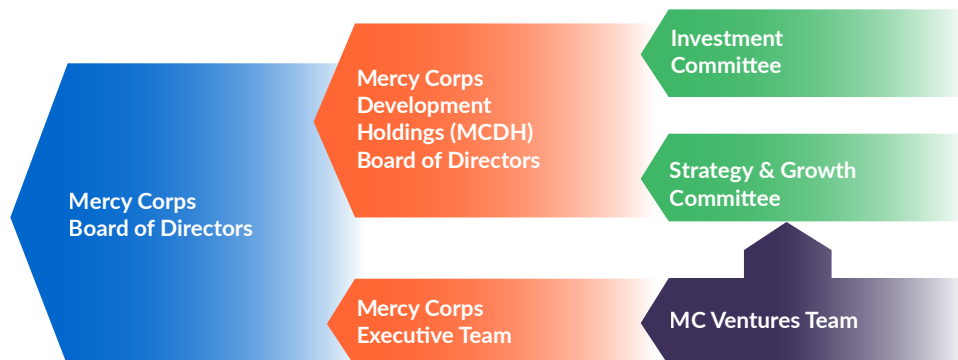 Mercy Corps
Board of Directors
Mercy Corps
Development
Holdings (MCDH)
Board of Directors
Mercy Corps
Executive Team
Investment
Committee
Strategy & Growth
Committee
MC Ventures Team